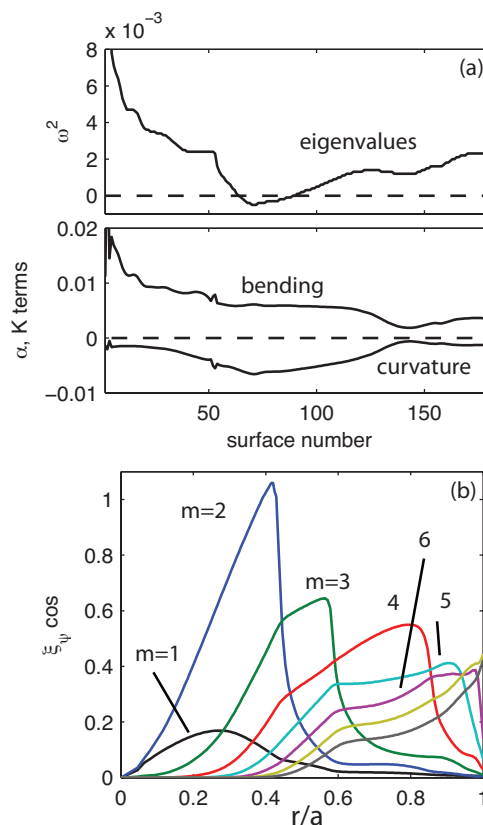 x 10⁻³
(a)
8
6
4
2
0
ω²
eigenvalues
0.02
0.01
0
−0.01
α, K terms
bending
curvature
50
100
150
surface number
(b)
1
0.8
0.6
0.4
0.2
0
ξ_ψ cos
m=2
m=3
m=1
6
4
5
0
0.2
0.4
0.6
0.8
1
r/a